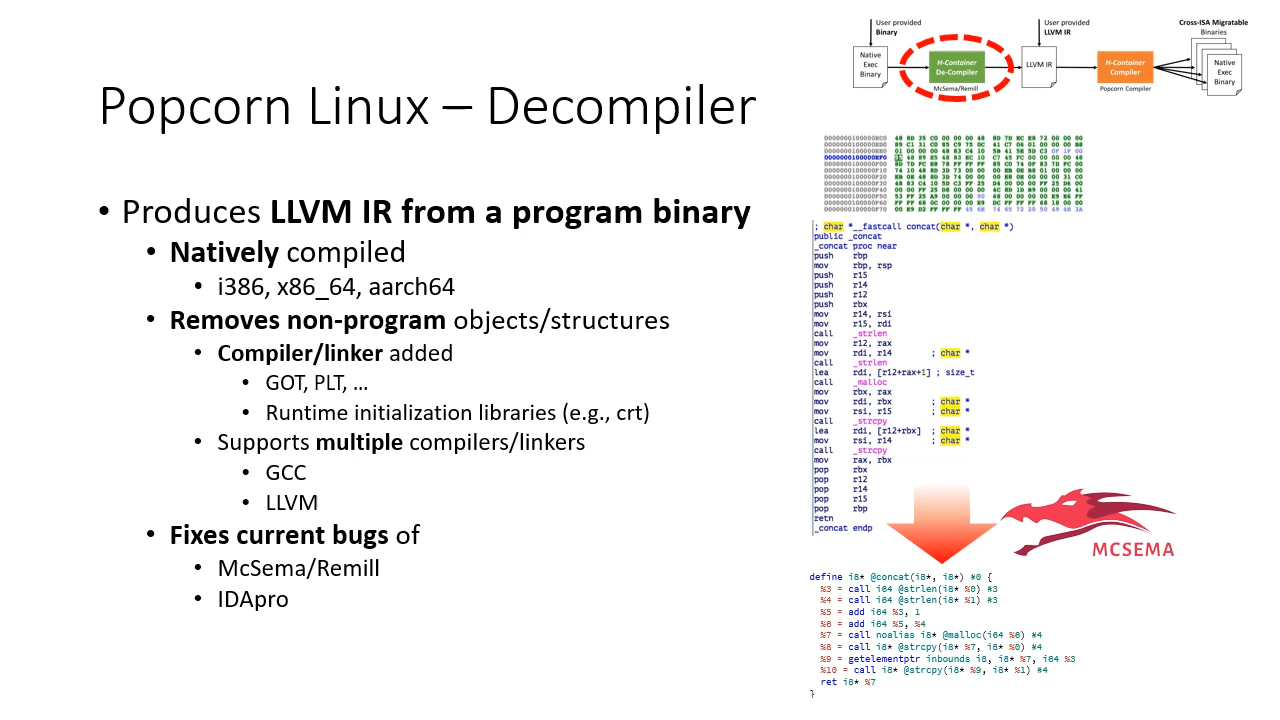 Popcorn Linux – Decompiler
• Produces LLVM IR from a program binary
• Natively compiled
• i386, x86_64, aarch64
• Removes non-program objects/structures
• Compiler/linker added
• GOT, PLT, …
• Runtime initialization libraries (e.g., crt)
• Supports multiple compilers/linkers
• GCC
• LLVM
• Fixes current bugs of
• McSema/Remill
• IDApro
User provided
Binary
Native
Exec
Binary
H-Container
De-Compiler
McSema/Remill
User provided
LLVM IR
LLVM IR
H-Container
Compiler
Popcorn Compiler
Cross-ISA Migratable
Binaries
Native
Exec
Binary
; char *__fastcall concat(char *, char *)
public _concat
_concat proc near
push rbp
mov rbp, rsp
push r15
push r14
push r12
push rbx
mov r14, rsi
mov r15, rdi
call _strlen
mov r12, rax
mov rdi, r14 ; char *
call _strlen
lea rdi, [r12+rax+1] ; size_t
call _malloc
mov rbx, rax
mov rdi, rbx ; char *
mov rsi, r15 ; char *
call _strcpy
lea rdi, [r12+rbx] ; char *
mov rsi, r14 ; char *
call _strcpy
mov rax, rbx
pop rbx
pop r12
pop r14
pop r15
pop rbp
retn
_concat endp
MCSEMA
define i8* @concat(i8*, i8*) #0 {
%3 = call i64 @strlen(i8* %0) #3
%4 = call i64 @strlen(i8* %1) #3
%5 = add i64 %3, 1
%6 = add i64 %5, %4
%7 = call noalias i8* @malloc(i64 %6) #4
%8 = call i8* @strcpy(i8* %7, i8* %0) #4
%9 = getelementptr inbounds i8, i8* %7, i64 %3
%10 = call i8* @strcpy(i8* %9, i8* %1) #4
ret i8* %7
}